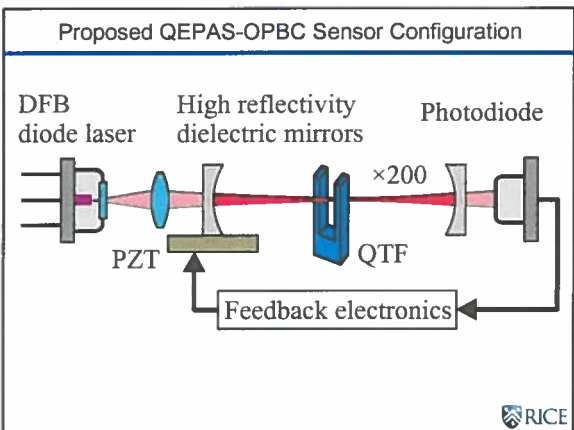 Proposed QEPAS-OPBC Sensor Configuration
DFB
diode laser
High reflectivity
dielectric mirrors
Photodiode
×200
PZT
QTF
Feedback electronics
RICE